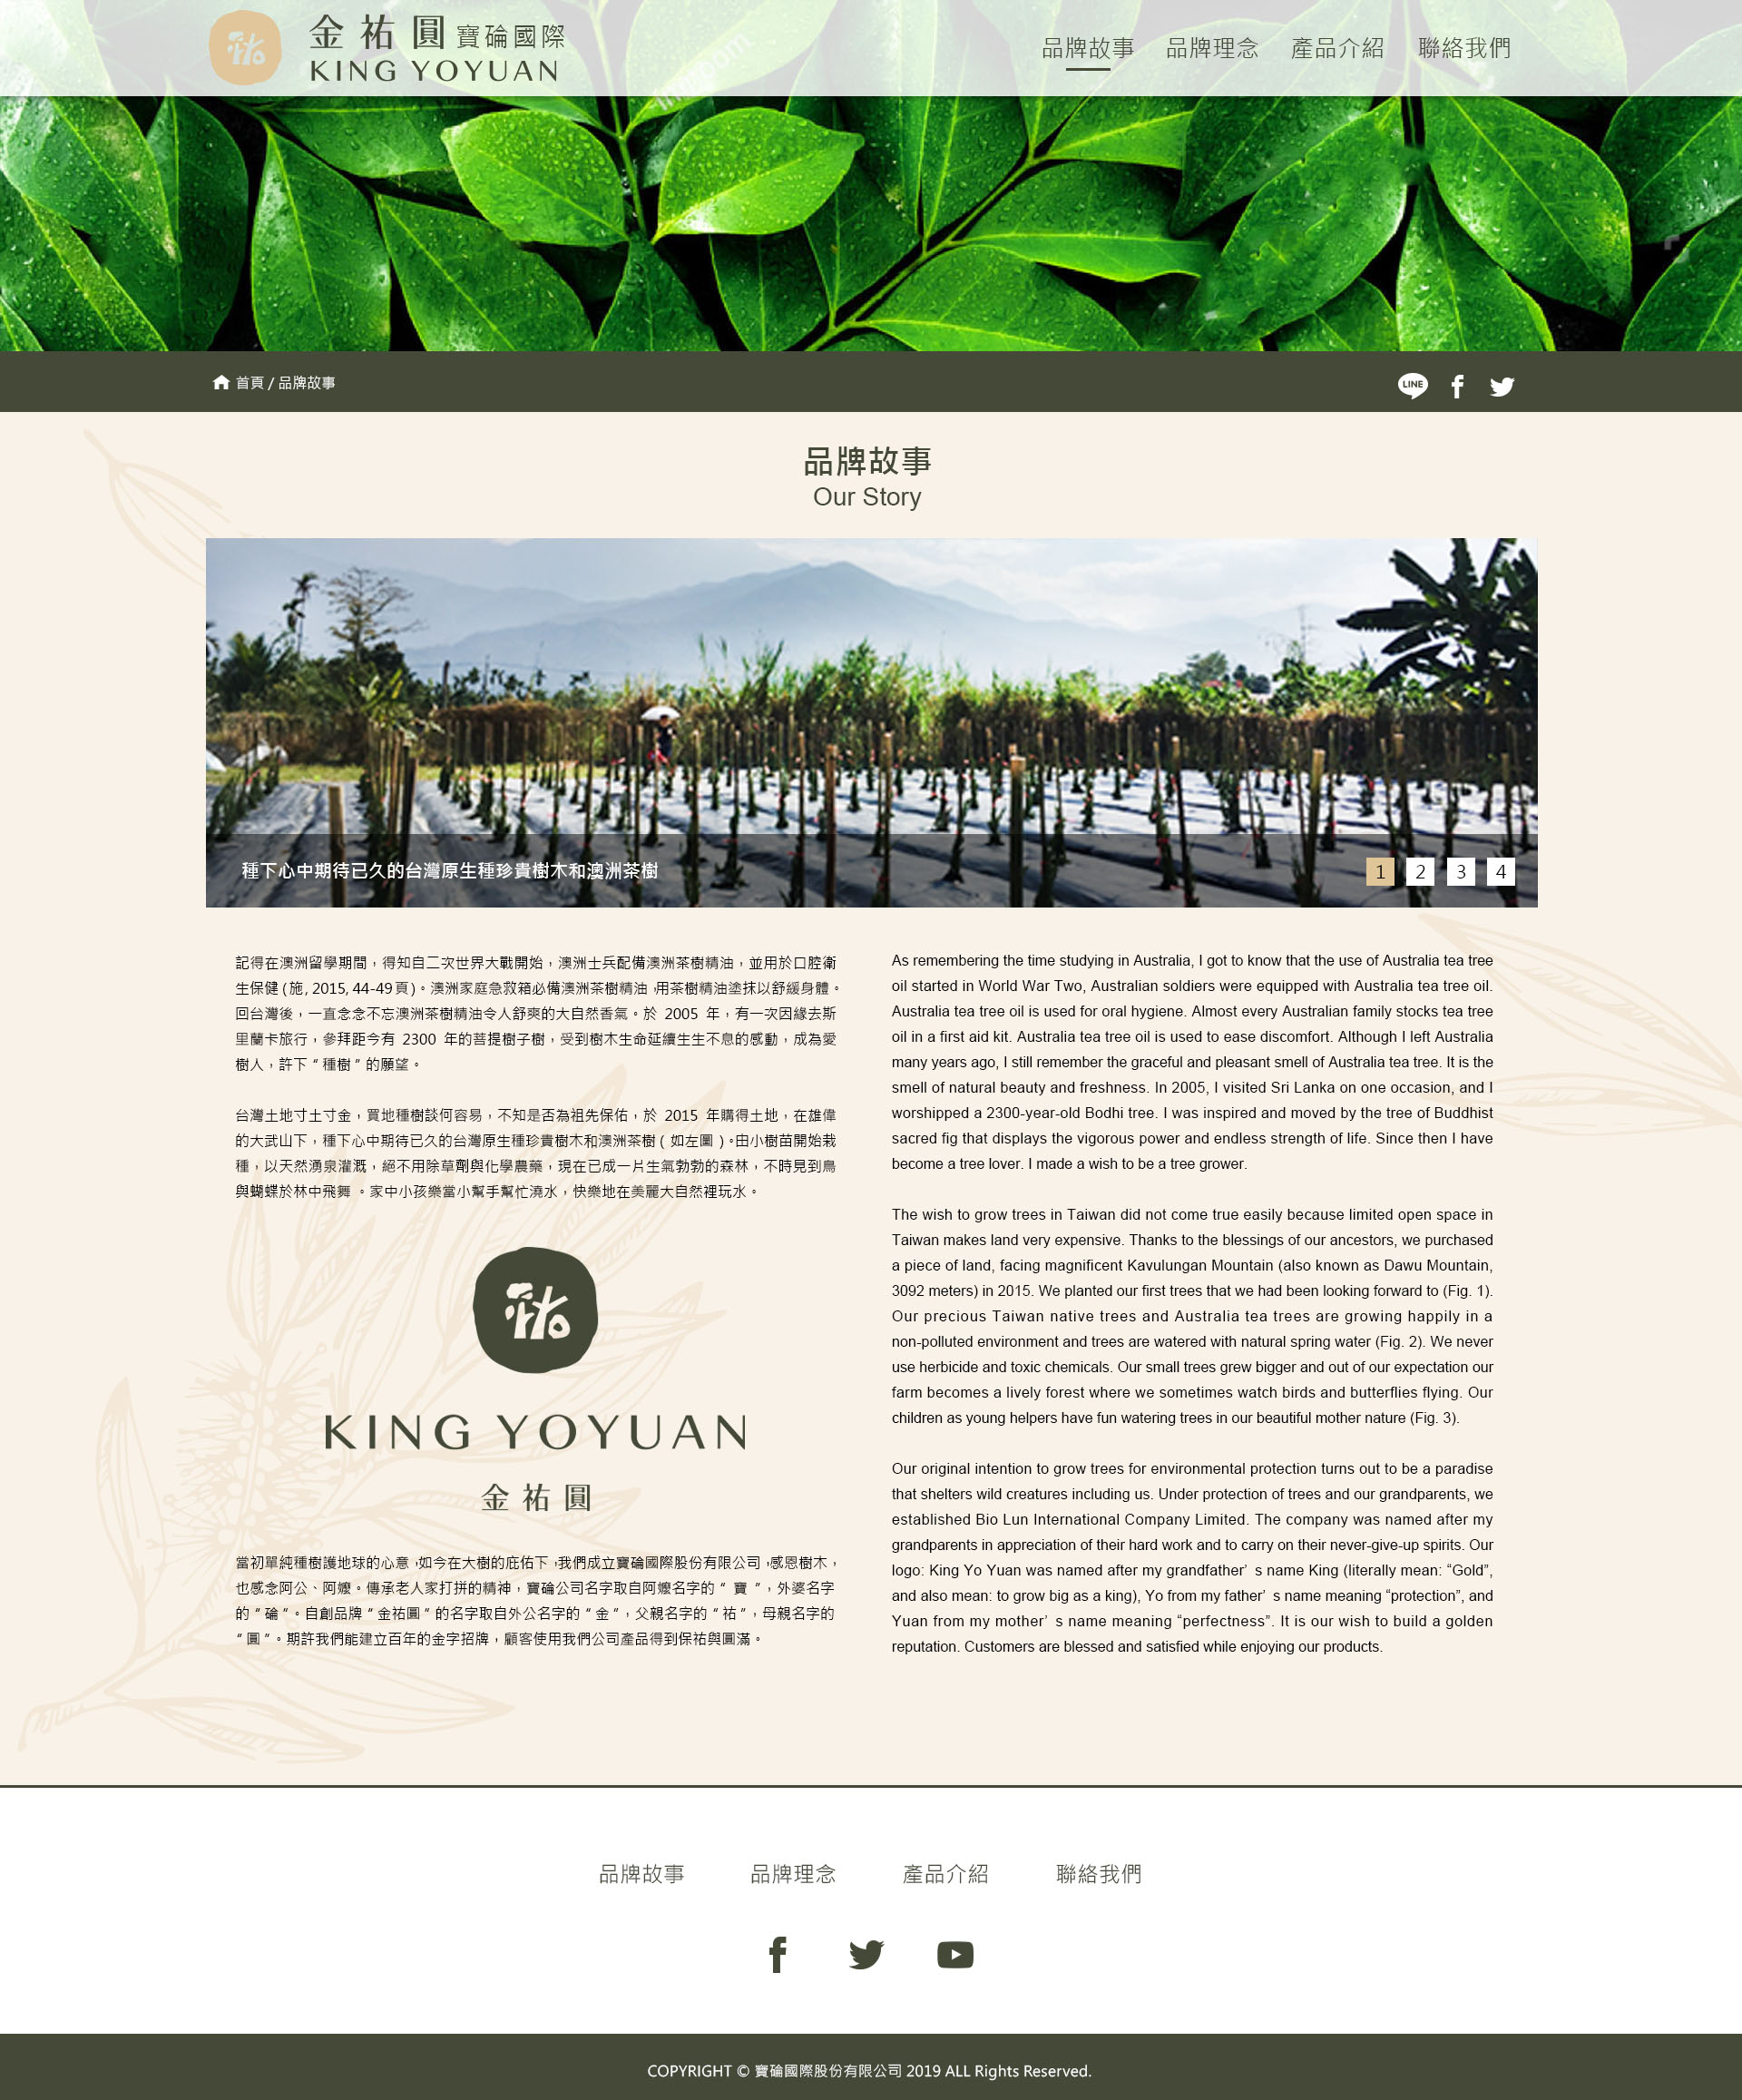 祐
金祐圓 寶碖國際
KING YOYUAN
品牌故事 品牌理念 產品介紹 聯絡我們
首頁 / 品牌故事
LINE
品牌故事
Our Story
種下心中期待已久的台灣原生種珍貴樹木和澳洲茶樹
1 2 3 4
記得在澳洲留學期間，得知自二次世界大戰開始，澳洲士兵配備澳洲茶樹精油，並用於口腔衛
生保健 ( 施 , 2015, 44-49 頁 )。澳洲家庭急救箱必備澳洲茶樹精油，用茶樹精油塗抹以舒緩身體。
回台灣後，一直念念不忘澳洲茶樹精油令人舒爽的大自然香氣。於 2005 年，有一次因緣去斯
里蘭卡旅行，參拜距今有 2300 年的菩提樹子樹，受到樹木生命延續生生不息的感動，成為愛
樹人，許下 " 種樹 " 的願望。
台灣土地寸土寸金，買地種樹談何容易，不知是否為祖先保佑，於 2015 年購得土地，在雄偉
的大武山下，種下心中期待已久的台灣原生種珍貴樹木和澳洲茶樹 ( 如左圖 )。由小樹苗開始栽
種，以天然湧泉灌溉，絕不用除草劑與化學農藥，現在已成一片生氣勃勃的森林，不時見到鳥
與蝴蝶於林中飛舞 。家中小孩樂當小幫手幫忙澆水，快樂地在美麗大自然裡玩水。
祐
KING YOYUAN
金祐圓
當初單純種樹護地球的心意，如今在大樹的庇佑下，我們成立寶碖國際股份有限公司，感恩樹木，
也感念阿公、阿嬤。傳承老人家打拼的精神，寶碖公司名字取自阿嬤名字的 " 寶 "，外婆名字
的 " 碖 "。自創品牌 " 金祐圓 " 的名字取自外公名字的 " 金 "，父親名字的 " 祐 "，母親名字的
" 圓 "。期許我們能建立百年的金字招牌，顧客使用我們公司產品得到保祐與圓滿。
As remembering the time studying in Australia, I got to know that the use of Australia tea tree
oil started in World War Two, Australian soldiers were equipped with Australia tea tree oil.
Australia tea tree oil is used for oral hygiene. Almost every Australian family stocks tea tree
oil in a first aid kit. Australia tea tree oil is used to ease discomfort. Although I left Australia
many years ago, I still remember the graceful and pleasant smell of Australia tea tree. It is the
smell of natural beauty and freshness. In 2005, I visited Sri Lanka on one occasion, and I
worshipped a 2300-year-old Bodhi tree. I was inspired and moved by the tree of Buddhist
sacred fig that displays the vigorous power and endless strength of life. Since then I have
become a tree lover. I made a wish to be a tree grower.
The wish to grow trees in Taiwan did not come true easily because limited open space in
Taiwan makes land very expensive. Thanks to the blessings of our ancestors, we purchased
a piece of land, facing magnificent Kavulungan Mountain (also known as Dawu Mountain,
3092 meters) in 2015. We planted our first trees that we had been looking forward to (Fig. 1).
Our precious Taiwan native trees and Australia tea trees are growing happily in a
non-polluted environment and trees are watered with natural spring water (Fig. 2). We never
use herbicide and toxic chemicals. Our small trees grew bigger and out of our expectation our
farm becomes a lively forest where we sometimes watch birds and butterflies flying. Our
children as young helpers have fun watering trees in our beautiful mother nature (Fig. 3).
Our original intention to grow trees for environmental protection turns out to be a paradise
that shelters wild creatures including us. Under protection of trees and our grandparents, we
established Bio Lun International Company Limited. The company was named after my
grandparents in appreciation of their hard work and to carry on their never-give-up spirits. Our
logo: King Yo Yuan was named after my grandfather’s name King (literally mean: “Gold”,
and also mean: to grow big as a king), Yo from my father’s name meaning “protection”, and
Yuan from my mother’s name meaning “perfectness”. It is our wish to build a golden
reputation. Customers are blessed and satisfied while enjoying our products.
品牌故事 品牌理念 產品介紹 聯絡我們
COPYRIGHT © 寶碖國際股份有限公司 2019 ALL Rights Reserved.